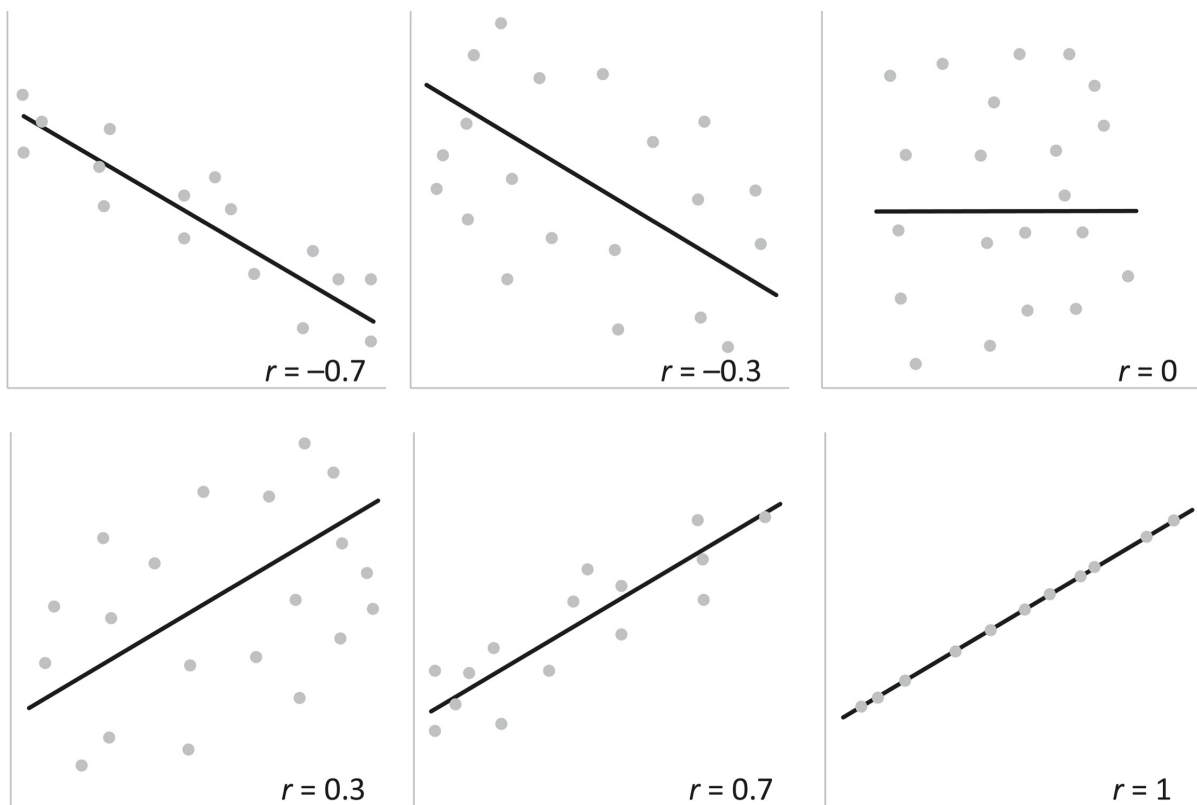 r = –0.7
r = –0.3
r = 0
r = 0.3
r = 0.7
r = 1